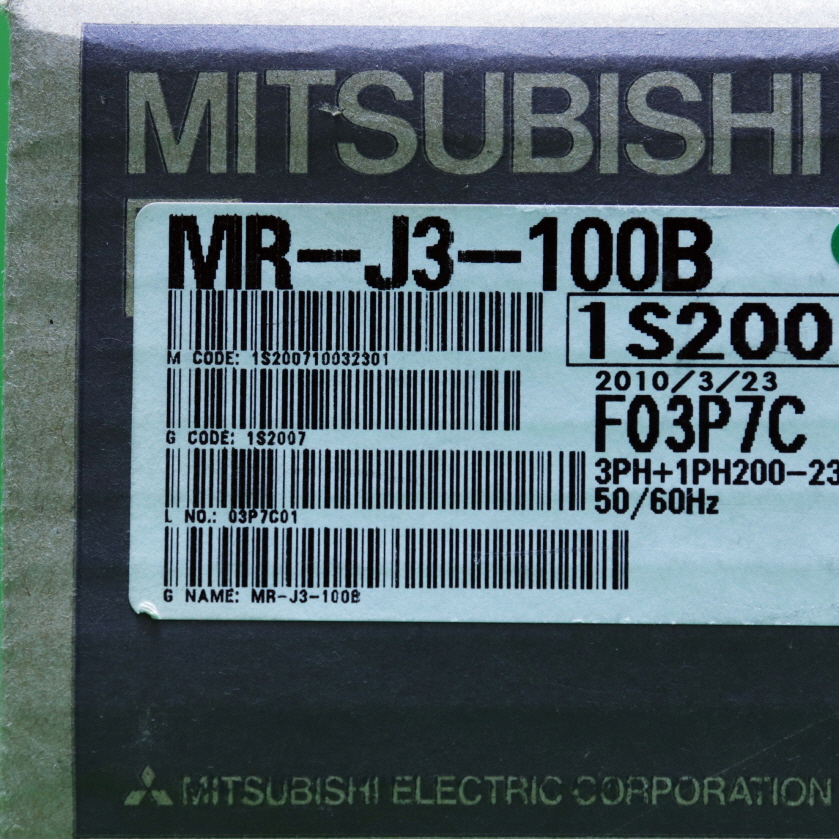 MITSUBISHI
MR-J3-100B
1S200
M CODE: 1S200710032301
2010/3/23
F03P7C
G CODE: 1S2007
3PH+1PH200-23
50/60Hz
L NO.: 03P7C01
G NAME: MR-J3-100B
MITSUBISHI ELECTRIC CORPORATION